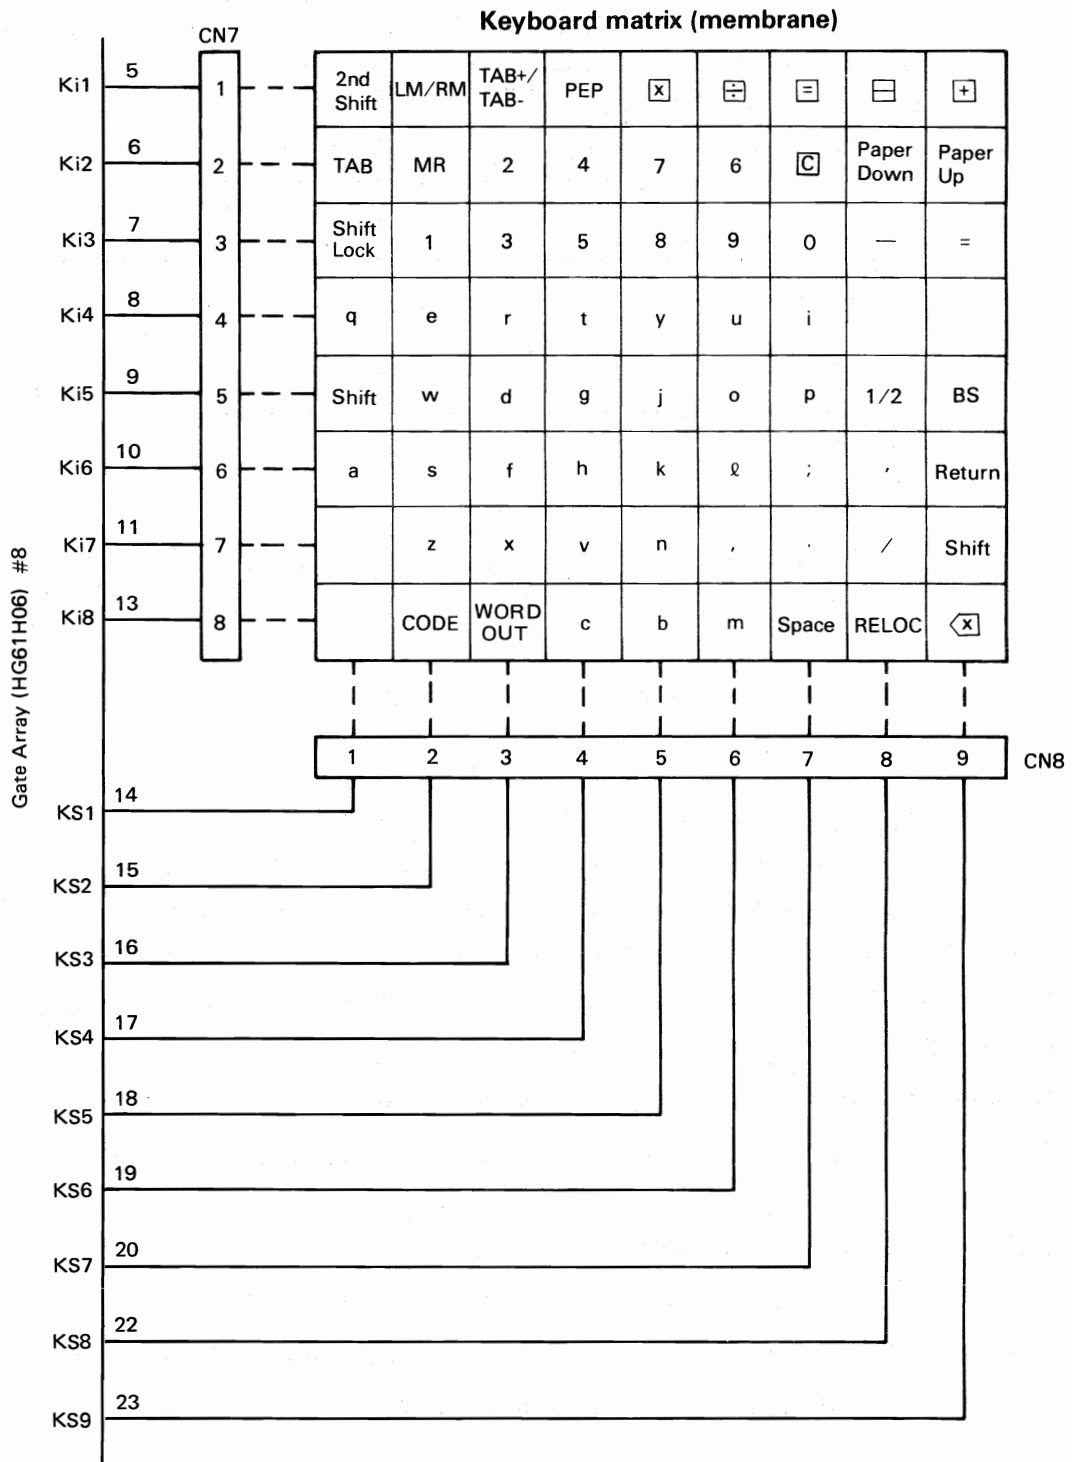 Keyboard matrix (membrane)
CN7
Ki1 5 1 2nd Shift LM/RM TAB+/ TAB- PEP x ÷ = − +
Ki2 6 2 TAB MR 2 4 7 6 C Paper Down Paper Up
Ki3 7 3 Shift Lock 1 3 5 8 9 0 — =
Ki4 8 4 q e r t y u i
Ki5 9 5 Shift w d g j o p 1/2 BS
Ki6 10 6 a s f h k ℓ ; ′ Return
Ki7 11 7 z x v n , . / Shift
Ki8 13 8 CODE WORD OUT c b m Space RELOC x
Gate Array (HG61H06) #8
1 2 3 4 5 6 7 8 9 CN8
KS1 14
KS2 15
KS3 16
KS4 17
KS5 18
KS6 19
KS7 20
KS8 22
KS9 23